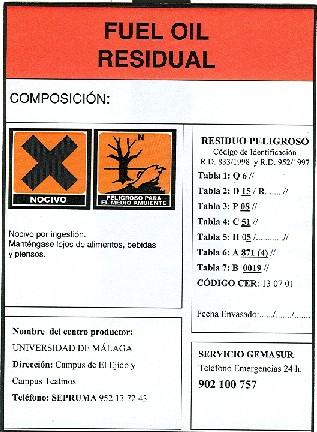 FUEL OIL
RESIDUAL
COMPOSICIÓN:
N
NOCIVO
PELIGROSO PARA
EL MEDIO AMBIENTE
Nocivo por ingestión.
Manténgase lejos de alimentos, bebidas
y piensos.
RESIDUO PELIGROSO
Código de Identificación
R.D. 833/1998 y R.D. 952/1997
Tabla 1: Q 6 //
Tabla 2: D 15 / R...... //
Tabla 3: P 08 //
Tabla 4: C 51 //
Tabla 5: H 05 /.........//
Tabla 6: A 871 (4) //
Tabla 7: B 0019 //
CÓDIGO CER: 13 07 01
Fecha Envasado:....../....../......
Nombre del centro productor:
UNIVERSIDAD DE MÁLAGA
Dirección: Campus de El Ejido y
Campus Teatinos
Teléfono: SEPRUMA 952 13 72 43
SERVICIO GEMASUR
Teléfono Emergencias 24 h.
902 100 757